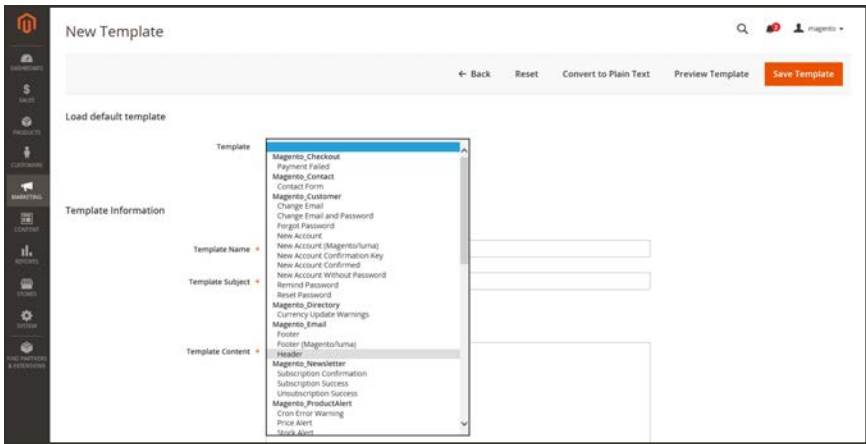 New Template
2
magento
← Back Reset Convert to Plain Text Preview Template Save Template
DASHBOARD
SALES
PRODUCTS
CUSTOMERS
MARKETING
CONTENT
REPORTS
STORES
SYSTEM
FIND PARTNERS
& EXTENSIONS
Load default template
Template
Magento_Checkout
Payment Failed
Magento_Contact
Contact Form
Magento_Customer
Change Email
Change Email and Password
Forgot Password
New Account
New Account (Magento/luma)
New Account Confirmation Key
New Account Confirmed
New Account Without Password
Remind Password
Reset Password
Magento_Directory
Currency Update Warnings
Magento_Email
Footer
Footer (Magento/luma)
Header
Magento_Newsletter
Subscription Confirmation
Subscription Success
Unsubscription Success
Magento_ProductAlert
Cron Error Warning
Price Alert
Stock Alert
Template Information
Template Name *
Template Subject *
Template Content *